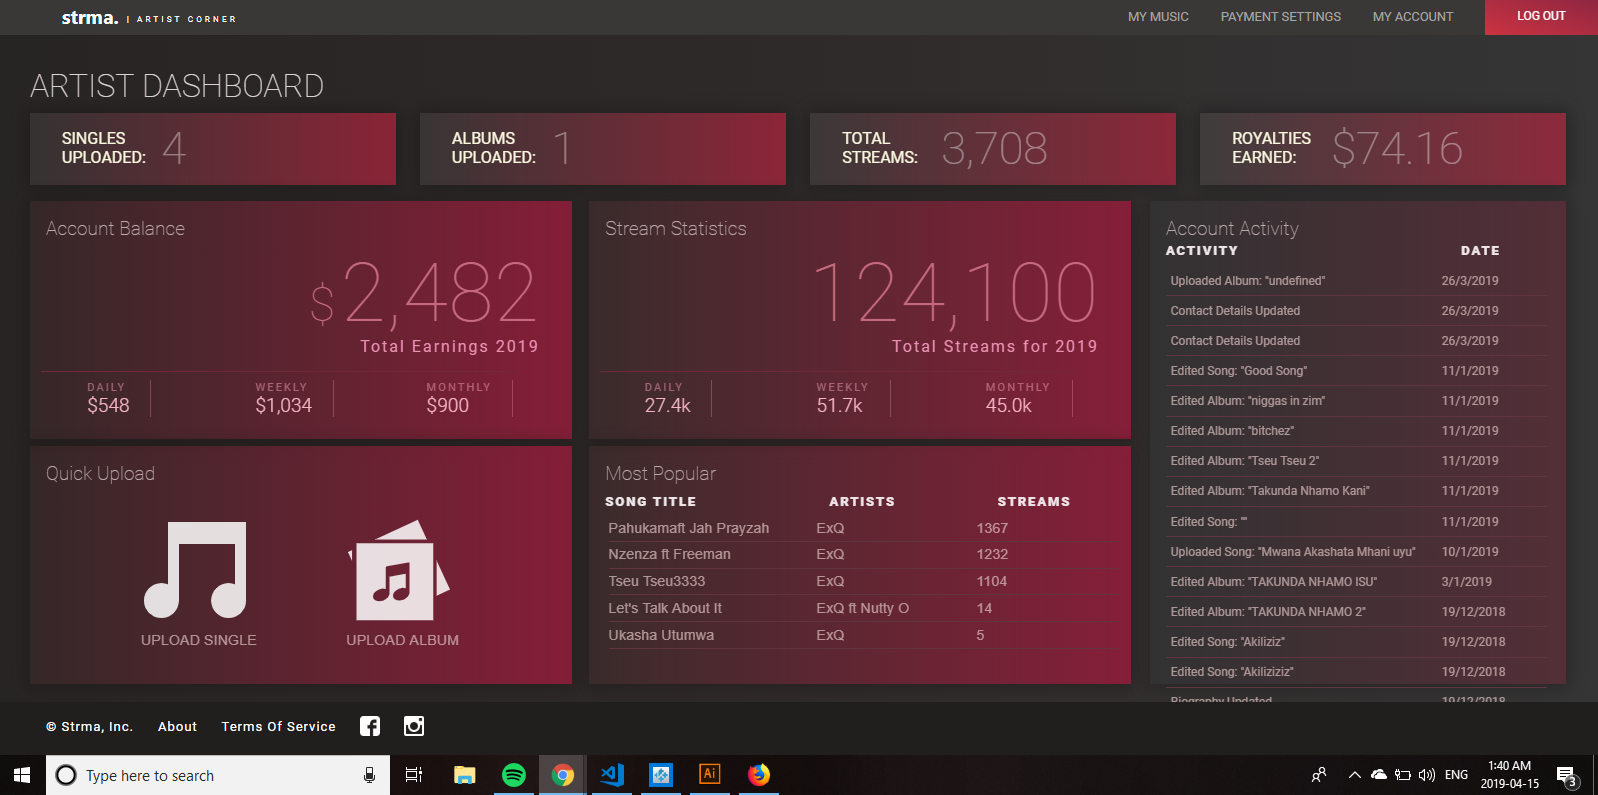 strma. | ARTIST CORNER
MY MUSIC PAYMENT SETTINGS MY ACCOUNT LOG OUT
ARTIST DASHBOARD
SINGLES UPLOADED: 4
ALBUMS UPLOADED: 1
TOTAL STREAMS: 3,708
ROYALTIES EARNED: $74.16
Account Balance
$2,482
Total Earnings 2019
DAILY WEEKLY MONTHLY
$548 $1,034 $900
Stream Statistics
124,100
Total Streams for 2019
DAILY WEEKLY MONTHLY
27.4k 51.7k 45.0k
Quick Upload
UPLOAD SINGLE UPLOAD ALBUM
Most Popular
SONG TITLE ARTISTS STREAMS
Pahukamaft Jah Prayzah ExQ 1367
Nzenza ft Freeman ExQ 1232
Tseu Tseu3333 ExQ 1104
Let's Talk About It ExQ ft Nutty O 14
Ukasha Utumwa ExQ 5
Account Activity
ACTIVITY DATE
Uploaded Album: "undefined" 26/3/2019
Contact Details Updated 26/3/2019
Contact Details Updated 26/3/2019
Edited Song: "Good Song" 11/1/2019
Edited Album: "niggas in zim" 11/1/2019
Edited Album: "bitchez" 11/1/2019
Edited Album: "Tseu Tseu 2" 11/1/2019
Edited Album: "Takunda Nhamo Kani" 11/1/2019
Edited Song: "" 11/1/2019
Uploaded Song: "Mwana Akashata Mhani uyu" 10/1/2019
Edited Album: "TAKUNDA NHAMO ISU" 3/1/2019
Edited Album: "TAKUNDA NHAMO 2" 19/12/2018
Edited Song: "Akiliziz" 19/12/2018
Edited Song: "Akiliziziz" 19/12/2018
Biography Updated 19/12/2018
© Strma, Inc. About Terms Of Service
Type here to search
Ai
ENG
1:40 AM
2019-04-15
3